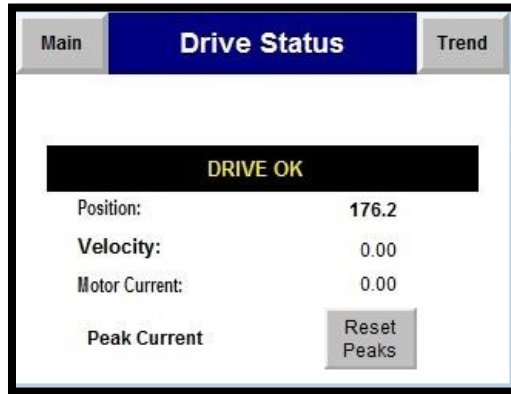 Main Drive Status Trend
DRIVE OK
Position: 176.2
Velocity: 0.00
Motor Current: 0.00
Peak Current
Reset
Peaks